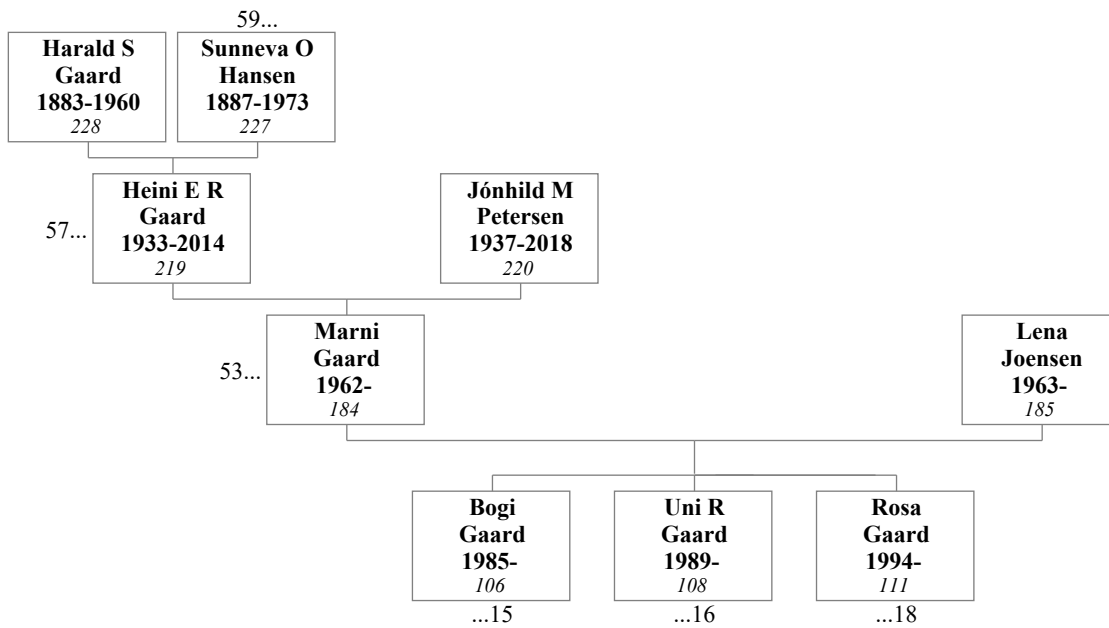 59...
Harald S
Gaard
1883-1960
228
Sunneva O
Hansen
1887-1973
227
57...
Heini E R
Gaard
1933-2014
219
Jónhild M
Petersen
1937-2018
220
53...
Marni
Gaard
1962-
184
Lena
Joensen
1963-
185
Bogi
Gaard
1985-
106
...15
Uni R
Gaard
1989-
108
...16
Rosa
Gaard
1994-
111
...18